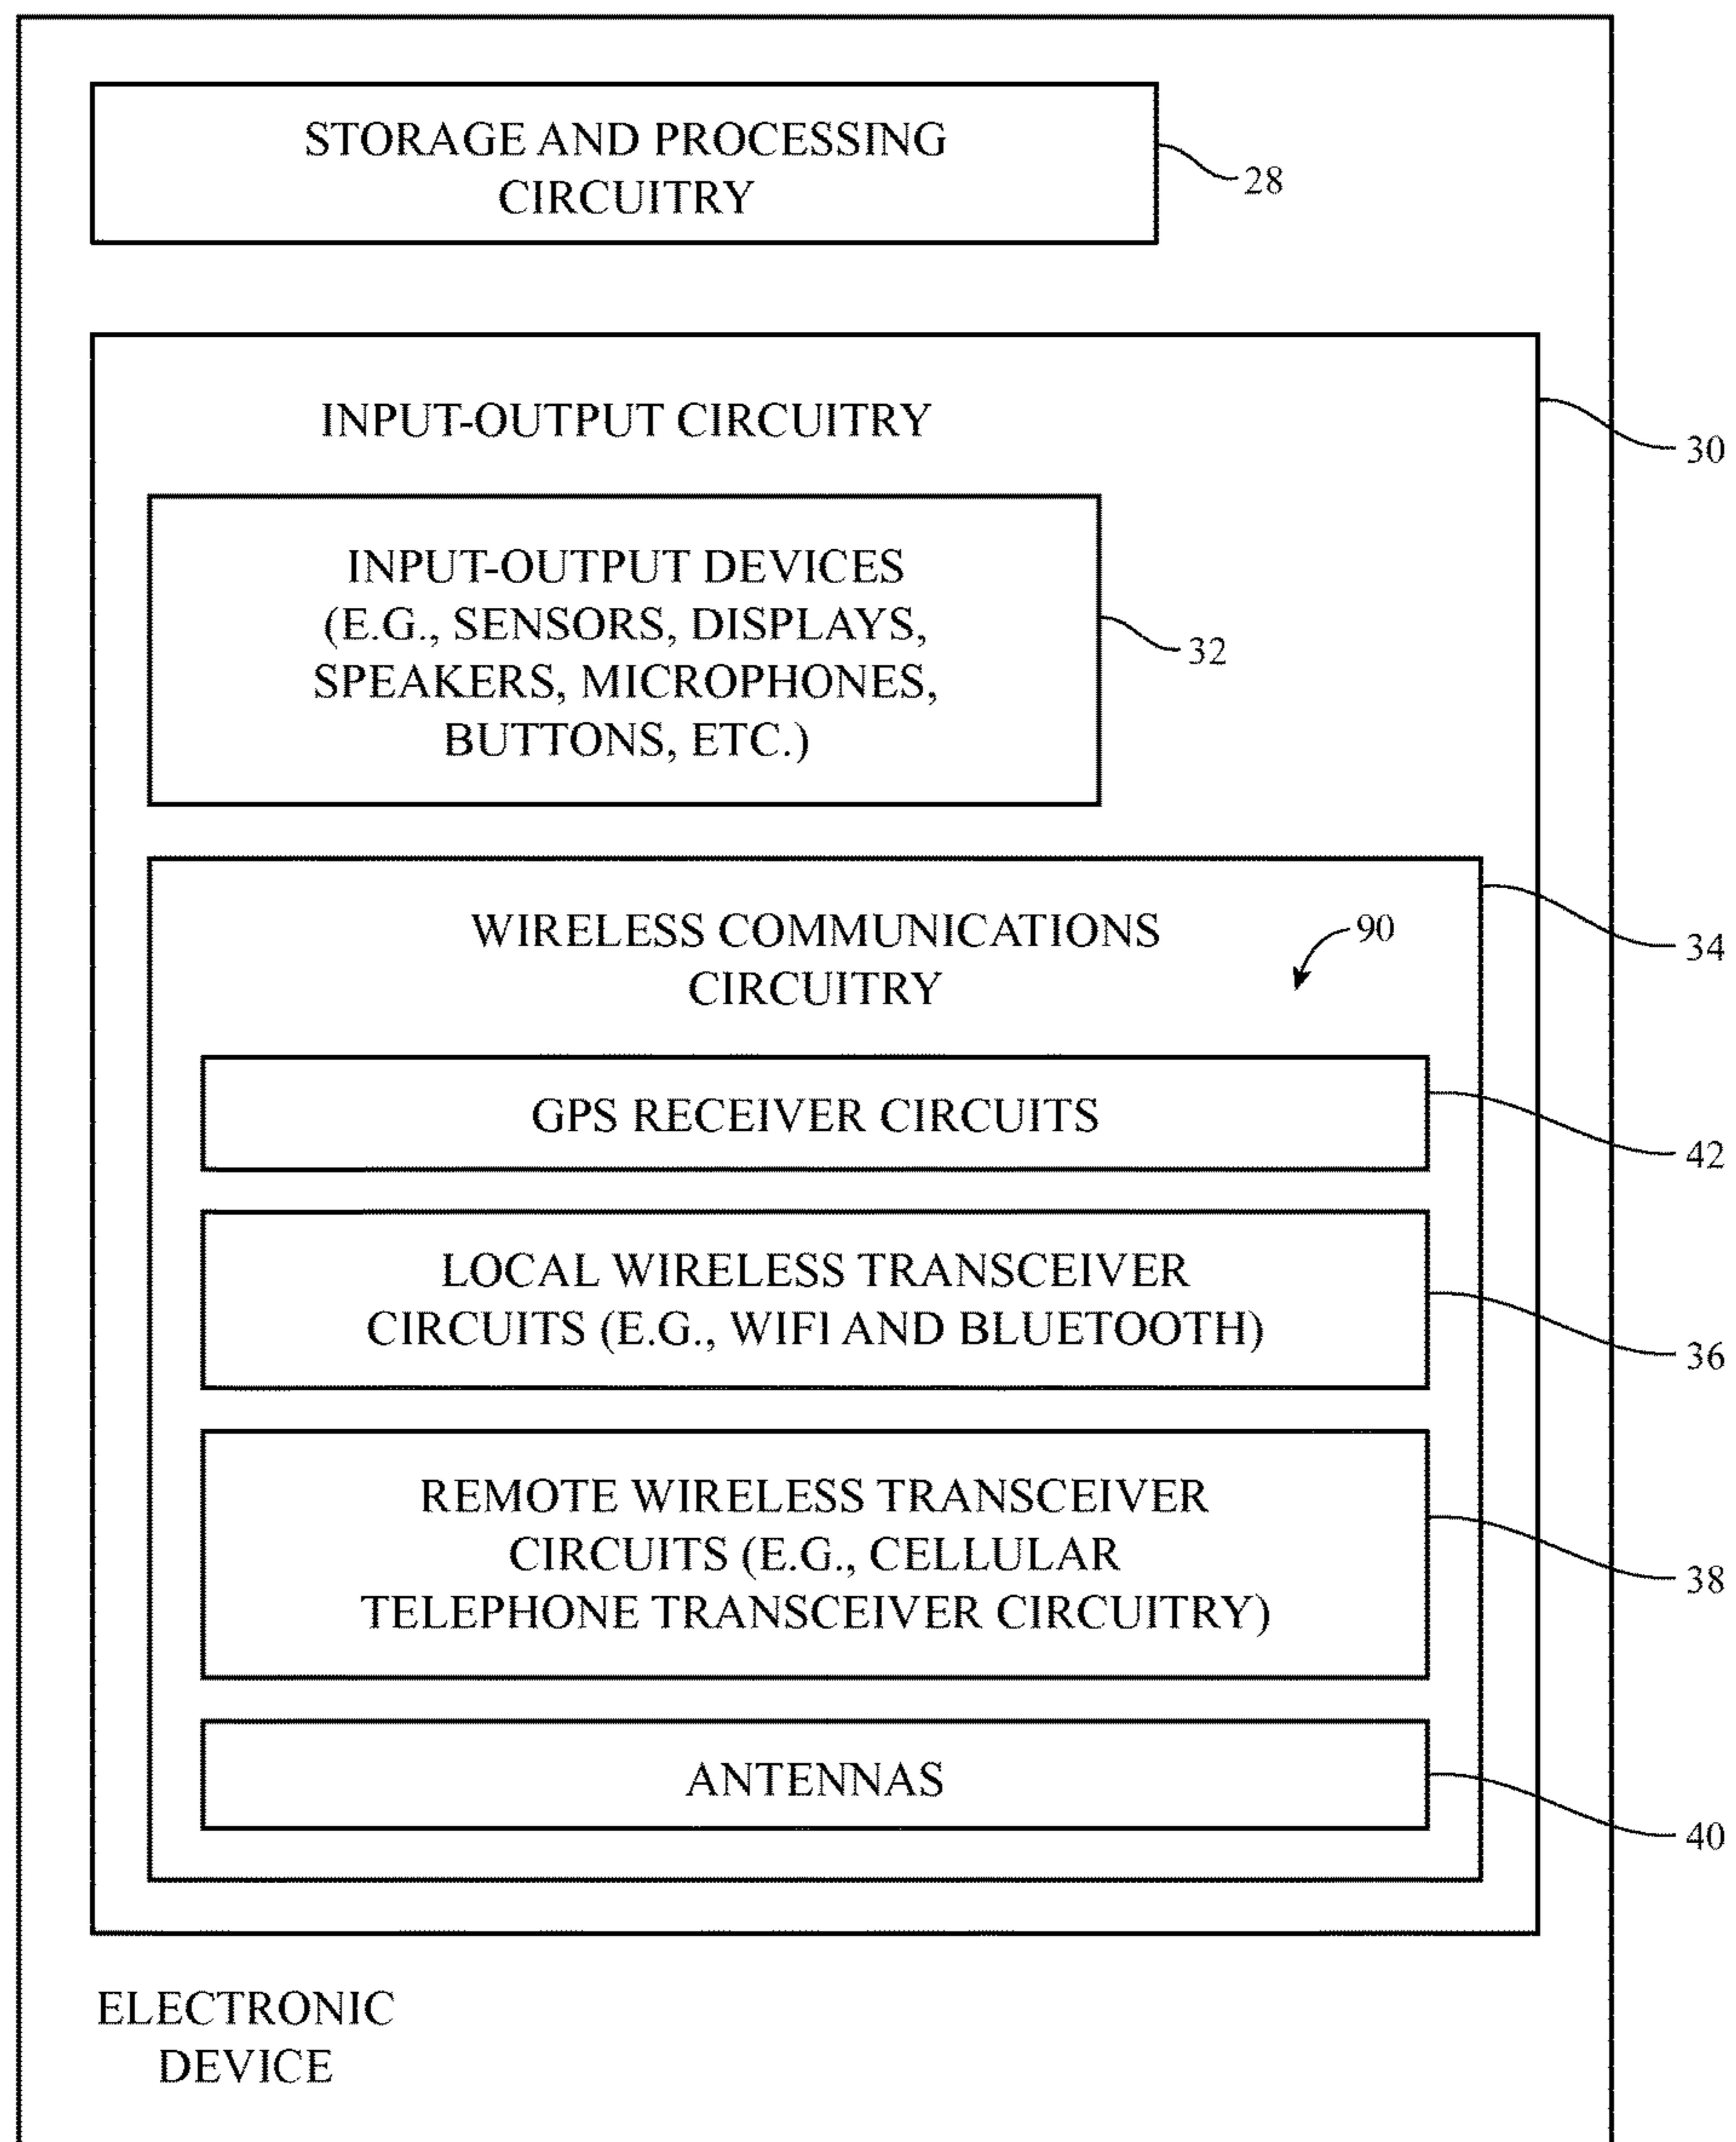 STORAGE AND PROCESSING
CIRCUITRY
28
INPUT-OUTPUT CIRCUITRY
30
INPUT-OUTPUT DEVICES
(E.G., SENSORS, DISPLAYS,
SPEAKERS, MICROPHONES,
BUTTONS, ETC.)
32
WIRELESS COMMUNICATIONS
CIRCUITRY
90
34
GPS RECEIVER CIRCUITS
42
LOCAL WIRELESS TRANSCEIVER
CIRCUITS (E.G., WIFI AND BLUETOOTH)
36
REMOTE WIRELESS TRANSCEIVER
CIRCUITS (E.G., CELLULAR
TELEPHONE TRANSCEIVER CIRCUITRY)
38
ANTENNAS
40
ELECTRONIC
DEVICE